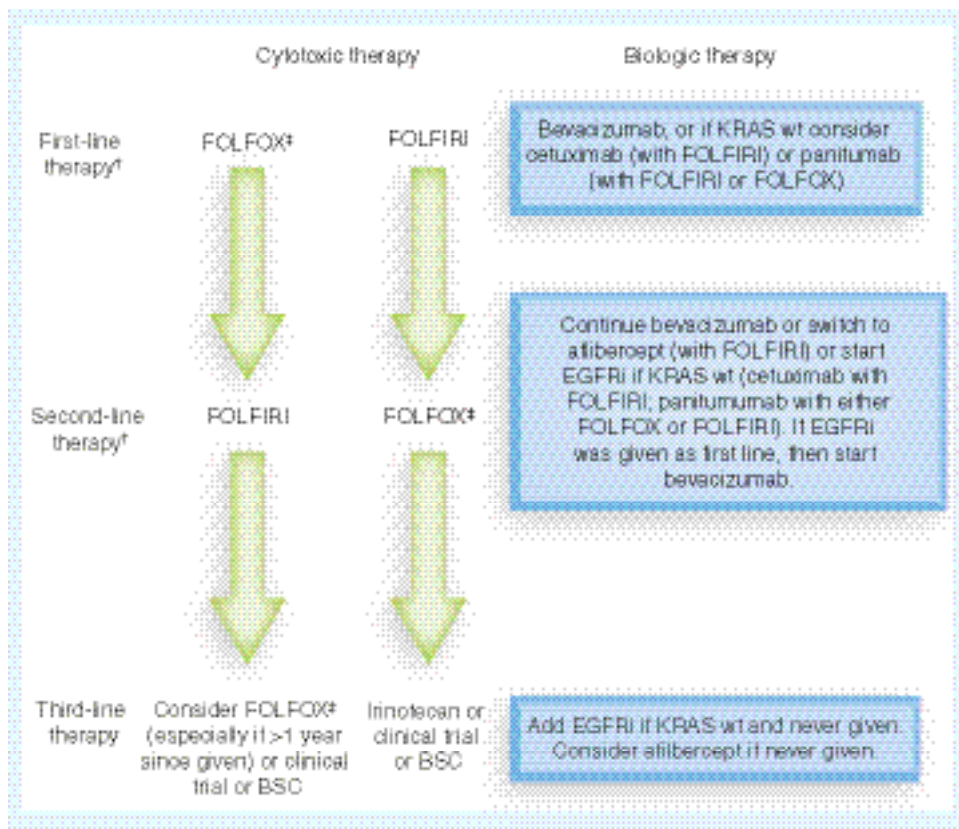 Cytotoxic therapy
Biologic therapy
First-line
therapy†
FOLFOX‡
FOLFIRI
Bevacizumab, or if KRAS wt consider
cetuximab (with FOLFIRI) or panitumab
(with FOLFIRI or FOLFOX)
Second-line
therapy†
FOLFIRI
FOLFOX‡
Continue bevacizumab or switch to
aflibercept (with FOLFIRI) or start
EGFRi if KRAS wt (cetuximab with
FOLFIRI; panitumumab with either
FOLFOX or FOLFIRI). If EGFRi
was given as first line, then start
bevacizumab.
Third-line
therapy
Consider FOLFOX‡
(especially if >1 year
since given) or clinical
trial or BSC
Irinotecan or
clinical trial
or BSC
Add EGFRi if KRAS wt and never given.
Consider aflibercept if never given.